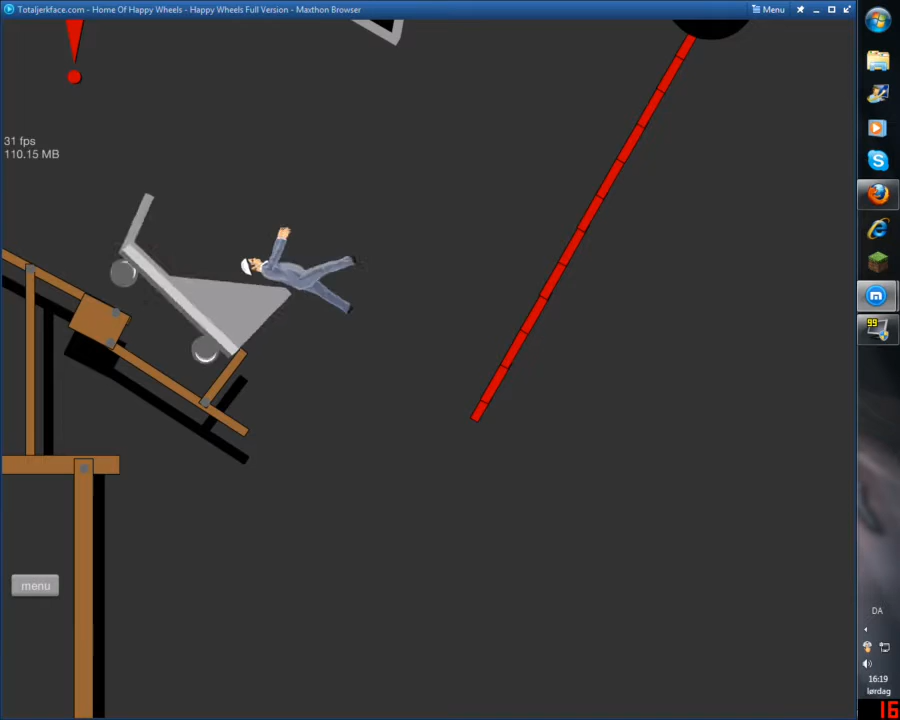 Totaljerkface.com - Home Of Happy Wheels - Happy Wheels Full Version - Maxthon Browser
Menu
31 fps
110.15 MB
99
menu
DA
16:19
lørdag
16